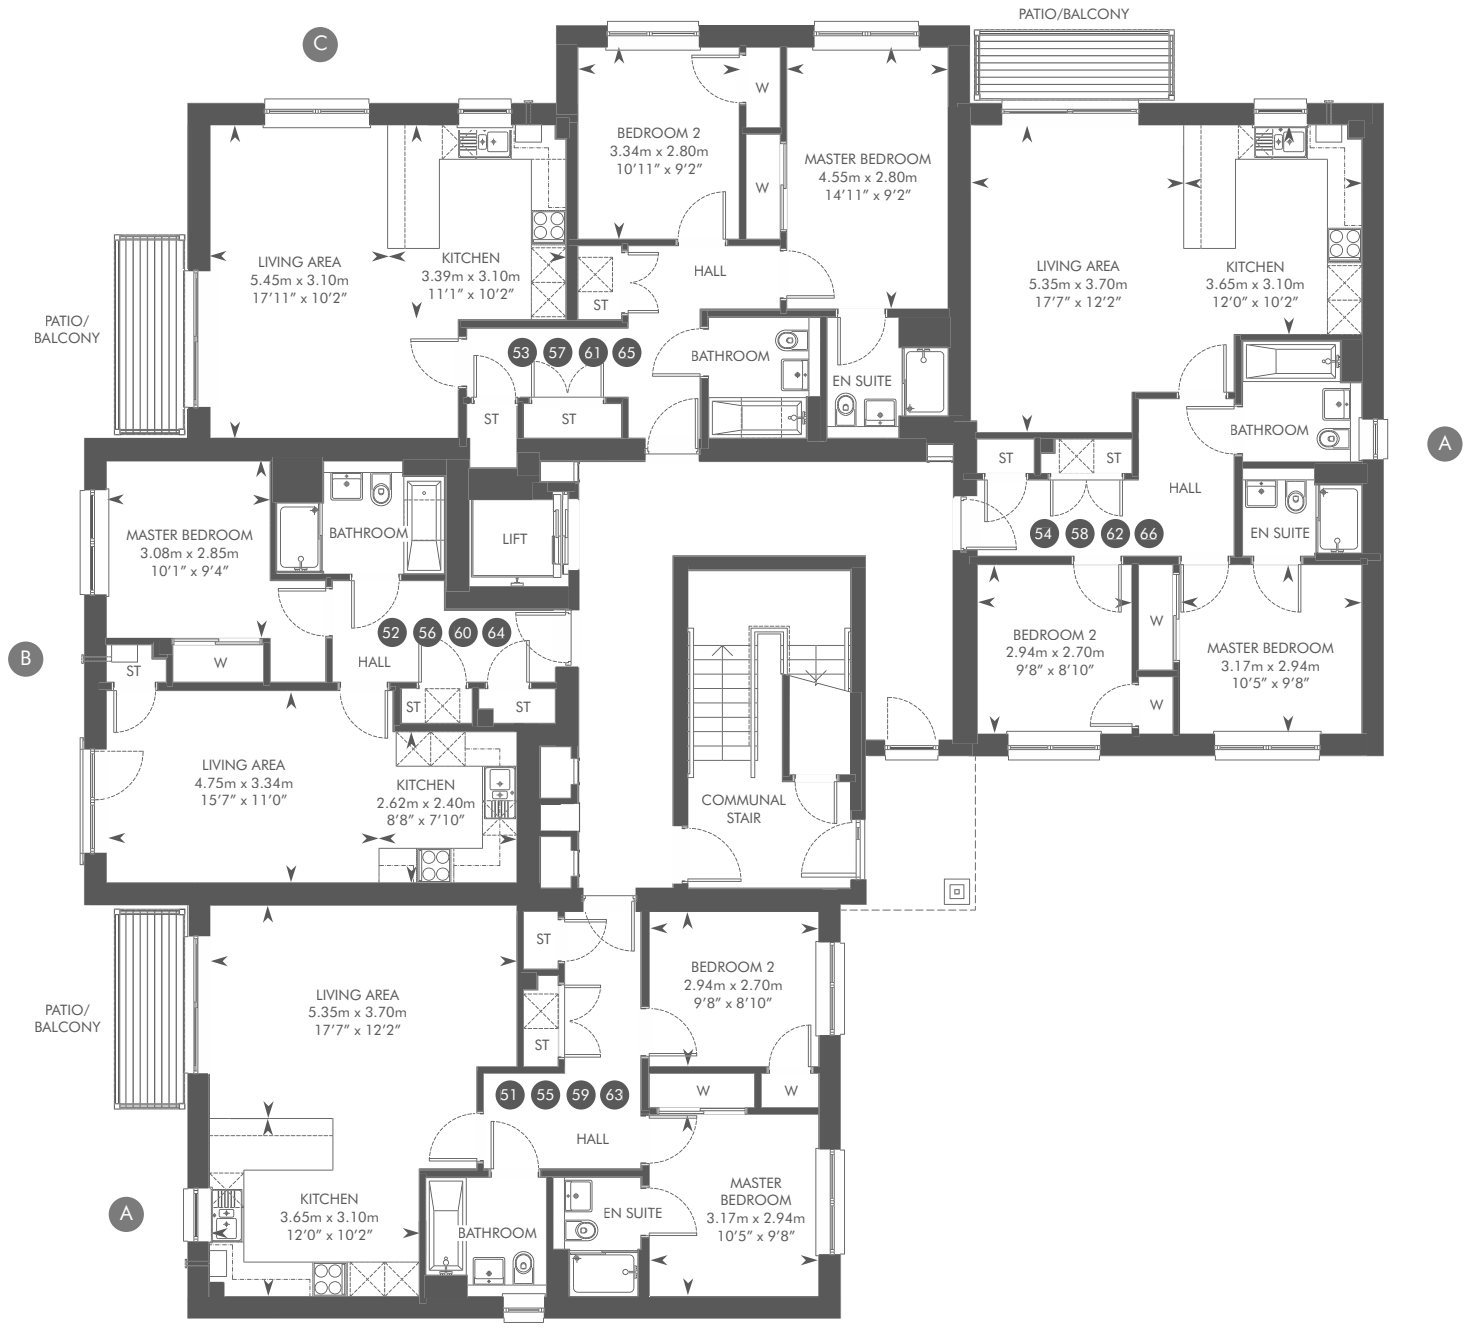 PATIO/BALCONY
C
BEDROOM 2
3.34m x 2.80m
10’11” x 9’2”
W
W
MASTER BEDROOM
4.55m x 2.80m
14’11” x 9’2”
LIVING AREA
5.45m x 3.10m
17’11” x 10’2”
KITCHEN
3.39m x 3.10m
11’1” x 10’2”
HALL
ST
PATIO/
BALCONY
53 57 61 65
BATHROOM
EN SUITE
ST
ST
LIVING AREA
5.35m x 3.70m
17’7” x 12’2”
KITCHEN
3.65m x 3.10m
12’0” x 10’2”
BATHROOM
A
ST
ST
HALL
54 58 62 66
EN SUITE
BEDROOM 2
2.94m x 2.70m
9’8” x 8’10”
W
W
MASTER BEDROOM
3.17m x 2.94m
10’5” x 9’8”
MASTER BEDROOM
3.08m x 2.85m
10’1” x 9’4”
BATHROOM
LIFT
B
52 56 60 64
HALL
ST
W
ST
ST
LIVING AREA
4.75m x 3.34m
15’7” x 11’0”
KITCHEN
2.62m x 2.40m
8’8” x 7’10”
COMMUNAL
STAIR
PATIO/
BALCONY
LIVING AREA
5.35m x 3.70m
17’7” x 12’2”
ST
ST
BEDROOM 2
2.94m x 2.70m
9’8” x 8’10”
W
W
51 55 59 63
HALL
A
KITCHEN
3.65m x 3.10m
12’0” x 10’2”
BATHROOM
EN SUITE
MASTER
BEDROOM
3.17m x 2.94m
10’5” x 9’8”